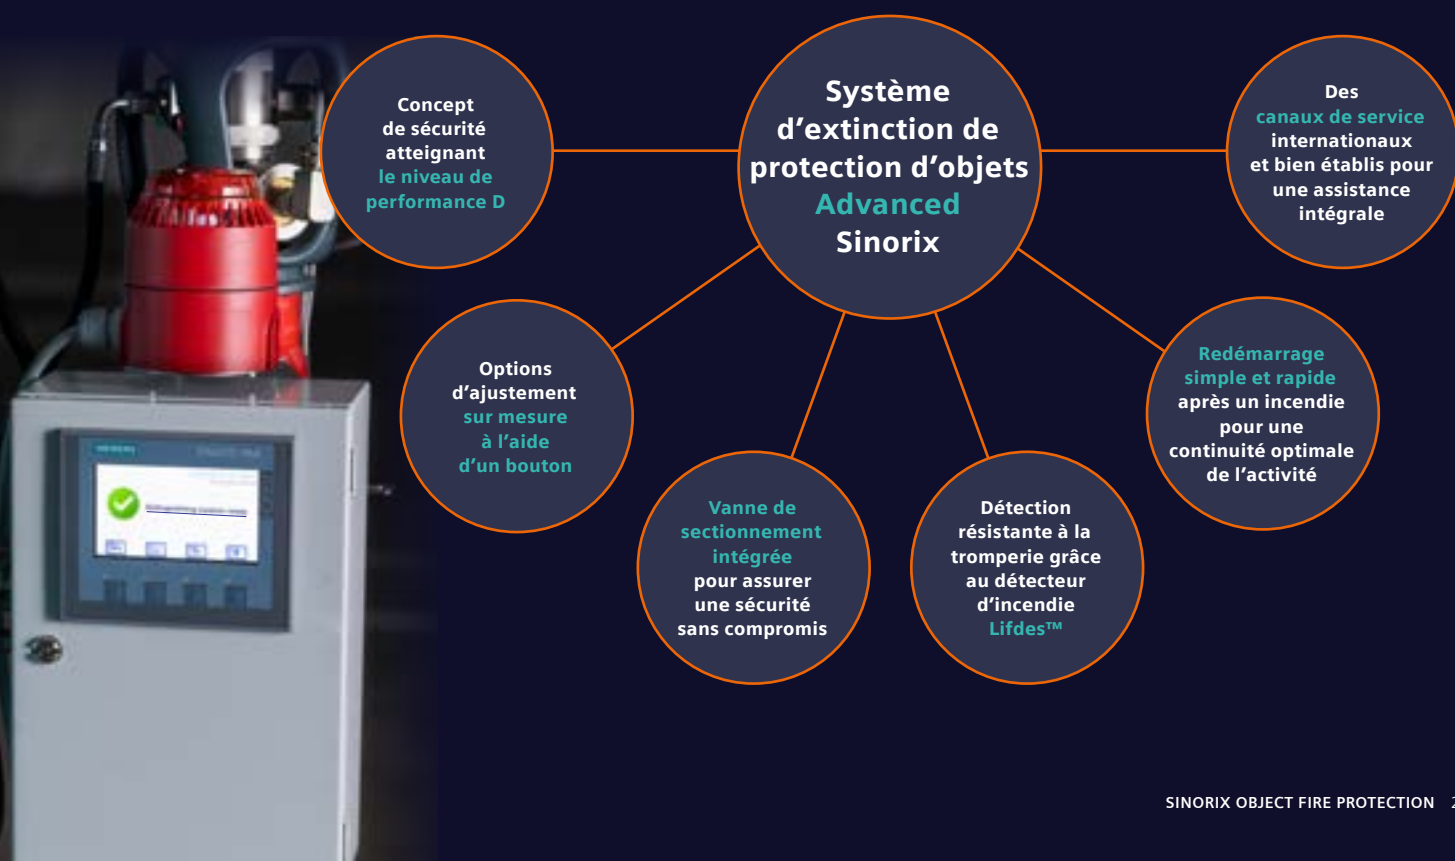 Système
d’extinction de
protection d’objets
Advanced
Sinorix
Concept
de sécurité
atteignant
le niveau de
performance D
Options
d’ajustement
sur mesure
à l’aide
d’un bouton
Vanne de
sectionnement
intégrée
pour assurer
une sécurité
sans compromis
Détection
résistante à la
tromperie grâce
au détecteur
d’incendie
Lifdes™
Redémarrage
simple et rapide
après un incendie
pour une
continuité optimale
de l’activité
Des
canaux de service
internationaux
et bien établis pour
une assistance
intégrale
SIEMENS
SINORIX OBJECT FIRE PROTECTION 2